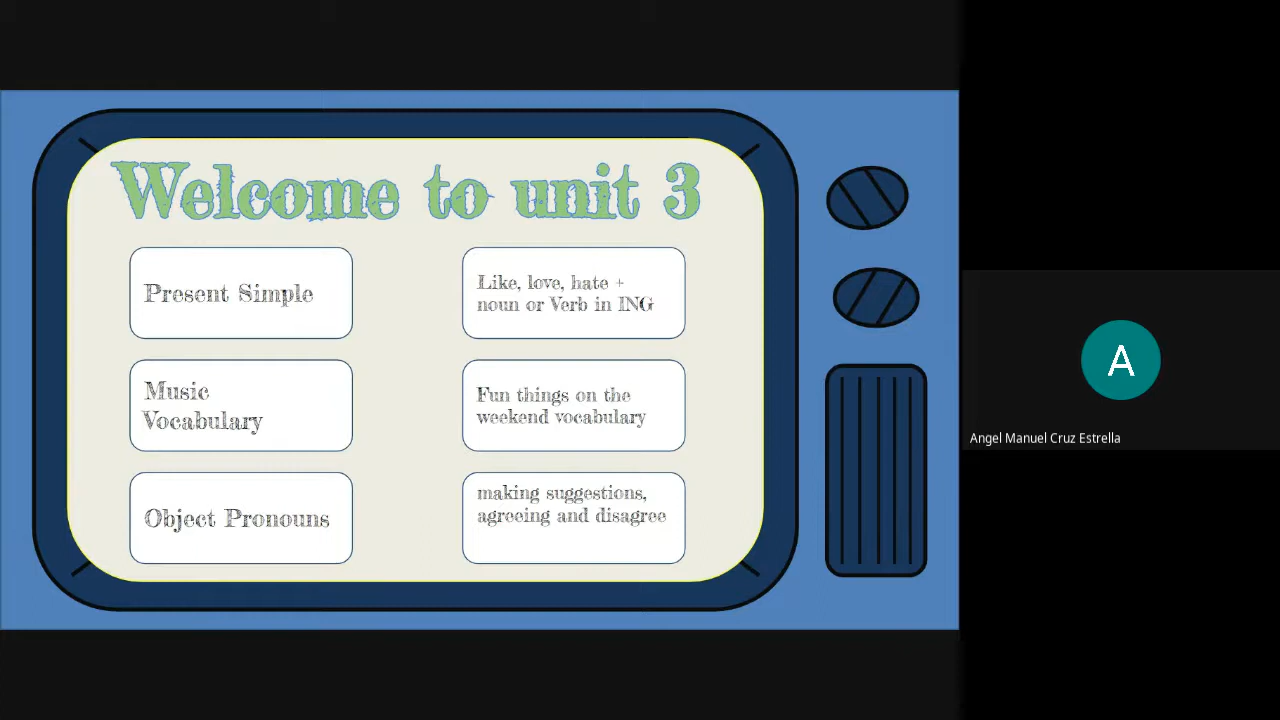 Welcome to unit 3
Present Simple
Like, love, hate +
noun or Verb in ING
Music
Vocabulary
Fun things on the
weekend vocabulary
Object Pronouns
making suggestions,
agreeing and disagree
A
Angel Manuel Cruz Estrella